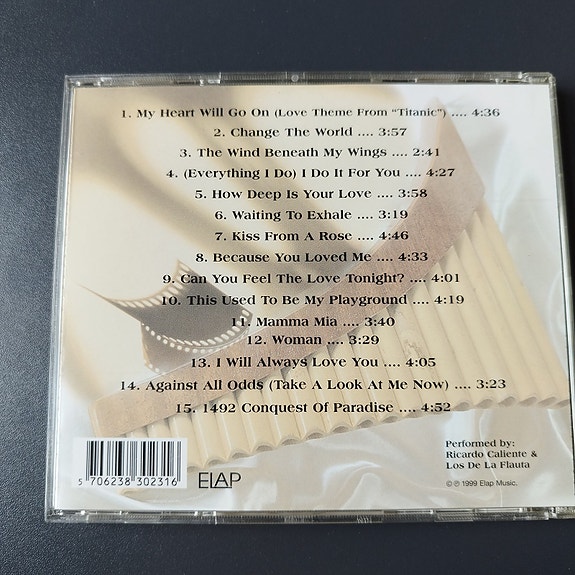 1. My Heart Will Go On (Love Theme From "Titanic") .... 4:36
2. Change The World .... 3:57
3. The Wind Beneath My Wings .... 2:41
4. (Everything I Do) I Do It For You .... 4:27
5. How Deep Is Your Love .... 3:58
6. Waiting To Exhale .... 3:19
7. Kiss From A Rose .... 4:46
8. Because You Loved Me .... 4:33
9. Can You Feel The Love Tonight? .... 4:01
10. This Used To Be My Playground .... 4:19
11. Mamma Mia .... 3:40
12. Woman .... 3:29
13. I Will Always Love You .... 4:05
14. Against All Odds (Take A Look At Me Now) .... 3:23
15. 1492 Conquest Of Paradise .... 4:52
5 706238 302316
ELAP
Performed by:
Ricardo Caliente &
Los De La Flauta
© ℗ 1999 Elap Music.